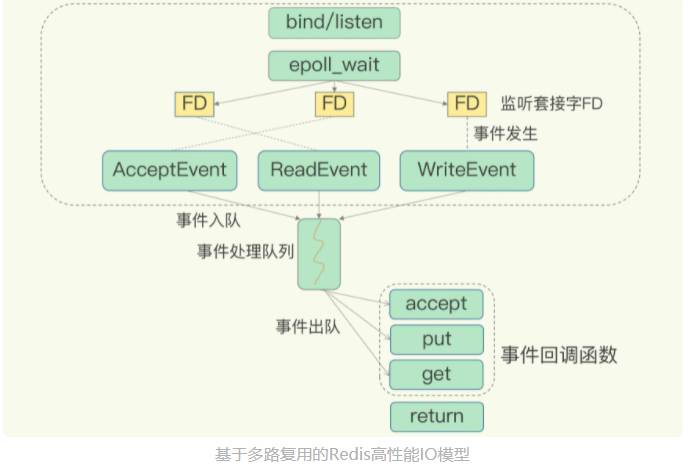 bind/listen
epoll_wait
FD
FD
FD
监听套接字FD
事件发生
AcceptEvent
ReadEvent
WriteEvent
事件入队
事件处理队列
事件出队
accept
put
get
事件回调函数
return
基于多路复用的Redis高性能IO模型